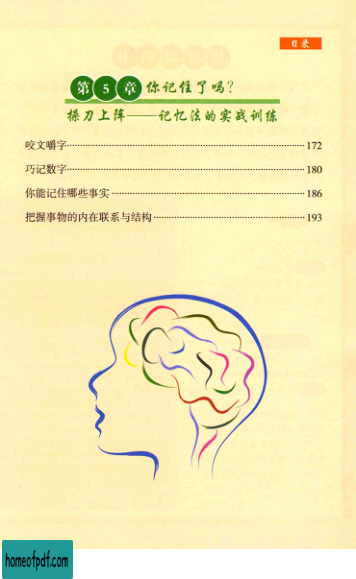 目录
第5章 你记住了吗?
操刀上阵——记忆法的实战训练
咬文嚼字 172
巧记数字 180
你能记住哪些事实 186
把握事物的内在联系与结构 193
homeofpdf.com